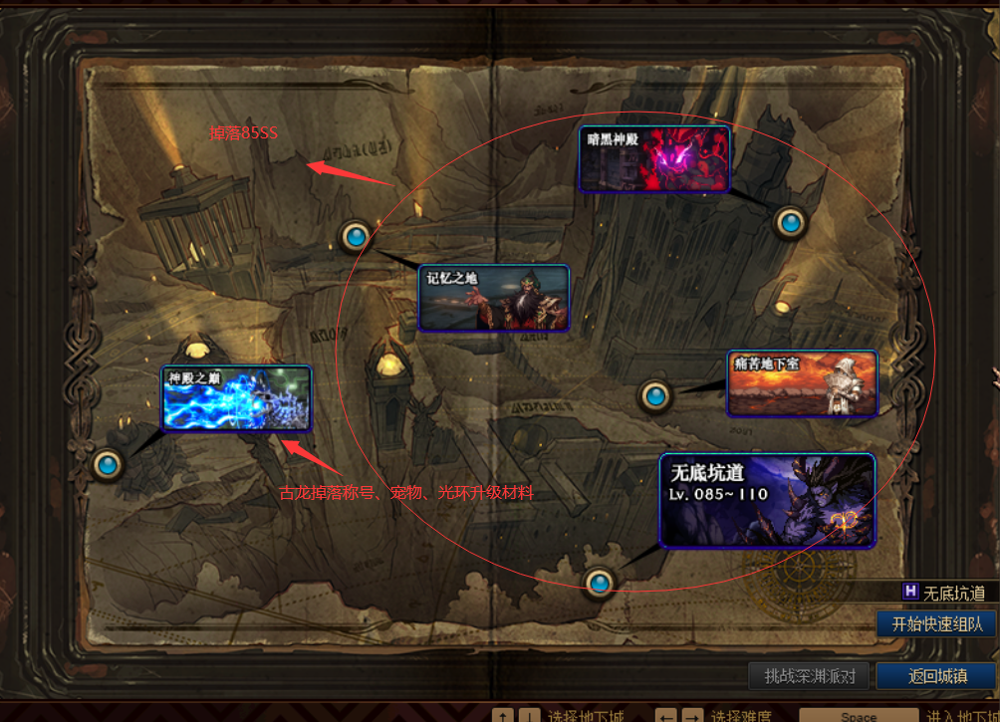 掉落85SS
暗黑神殿
记忆之地
痛苦地下室
神殿之巅
无底坑道
Lv. 085~110
古龙掉落称号、宠物、光环升级材料
H 无底坑道
开始快速组队
挑战深渊派对
返回城镇
↑ ↓ 选择地下城 ← → 选择难度 Space 进入地下城